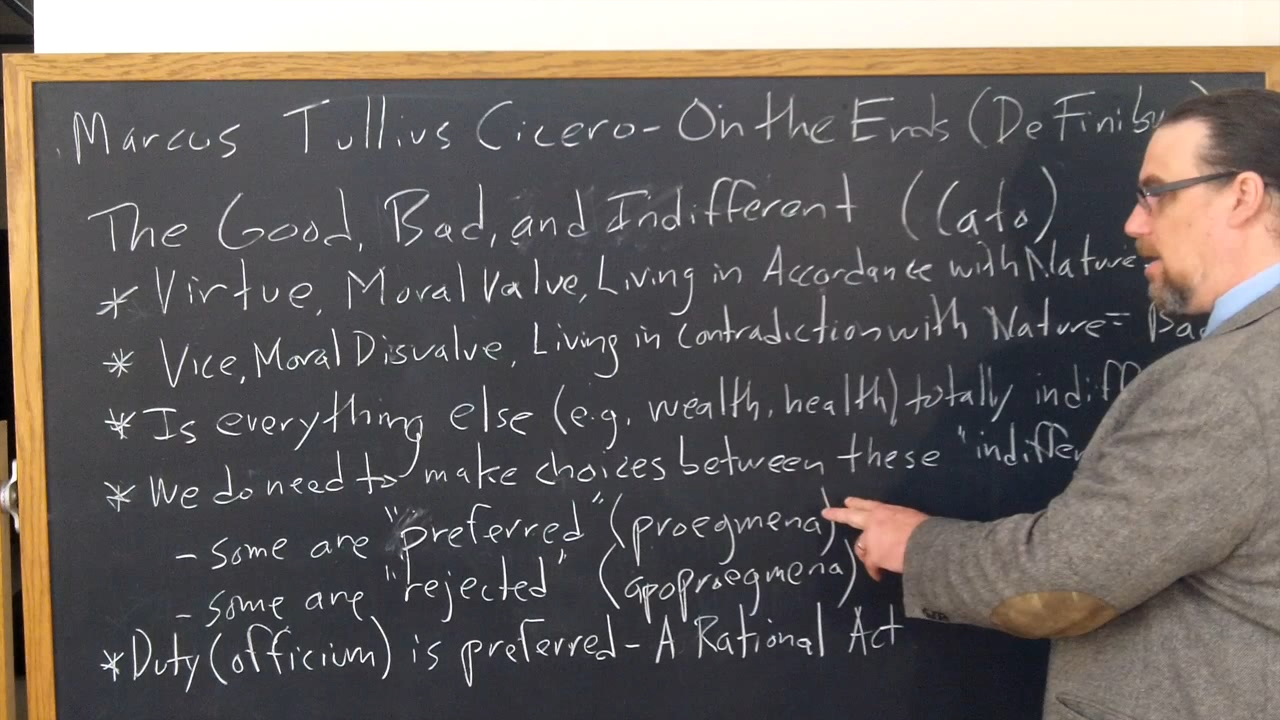 Marcus Tullius Cicero - On the Ends (De Finibu
The Good, Bad, and Indifferent (Cato)
* Virtue, Moral Value, Living in Accordance with Nature -
* Vice, Moral Disvalue, Living in Contradiction with Nature = Bad
* Is everything else (e.g. wealth, health) totally indiff
* We do need to make choices between these "indiffe
- some are "preferred" (proegmena)
- some are "rejected" (apoproegmena)
* Duty (officium) is preferred - A Rational Act